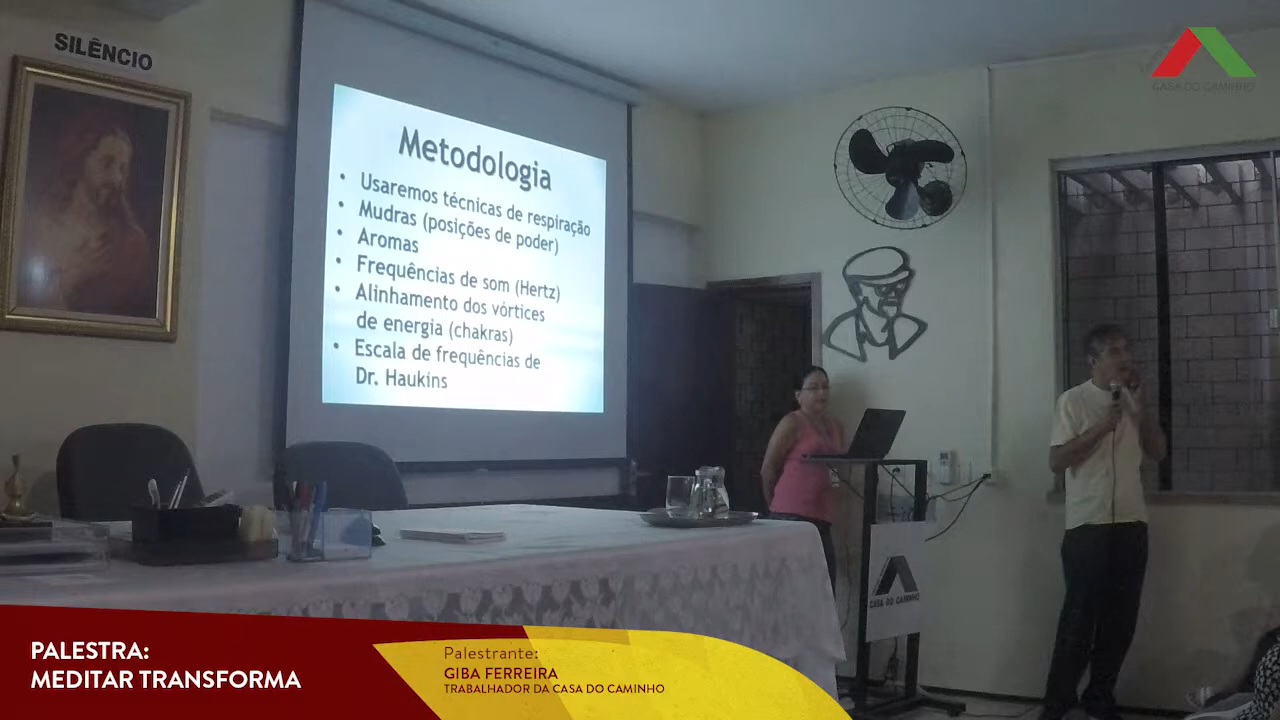 SILÊNCIO
Metodologia
• Usaremos técnicas de respiração
• Mudras (posições de poder)
• Aromas
• Frequências de som (Hertz)
• Alinhamento dos vórtices
de energia (chakras)
• Escala de frequências de
Dr. Haukins
CASA DO CAMINHO
CASA DO CAMINHO
PALESTRA:
MEDITAR TRANSFORMA
Palestrante:
GIBA FERREIRA
TRABALHADOR DA CASA DO CAMINHO